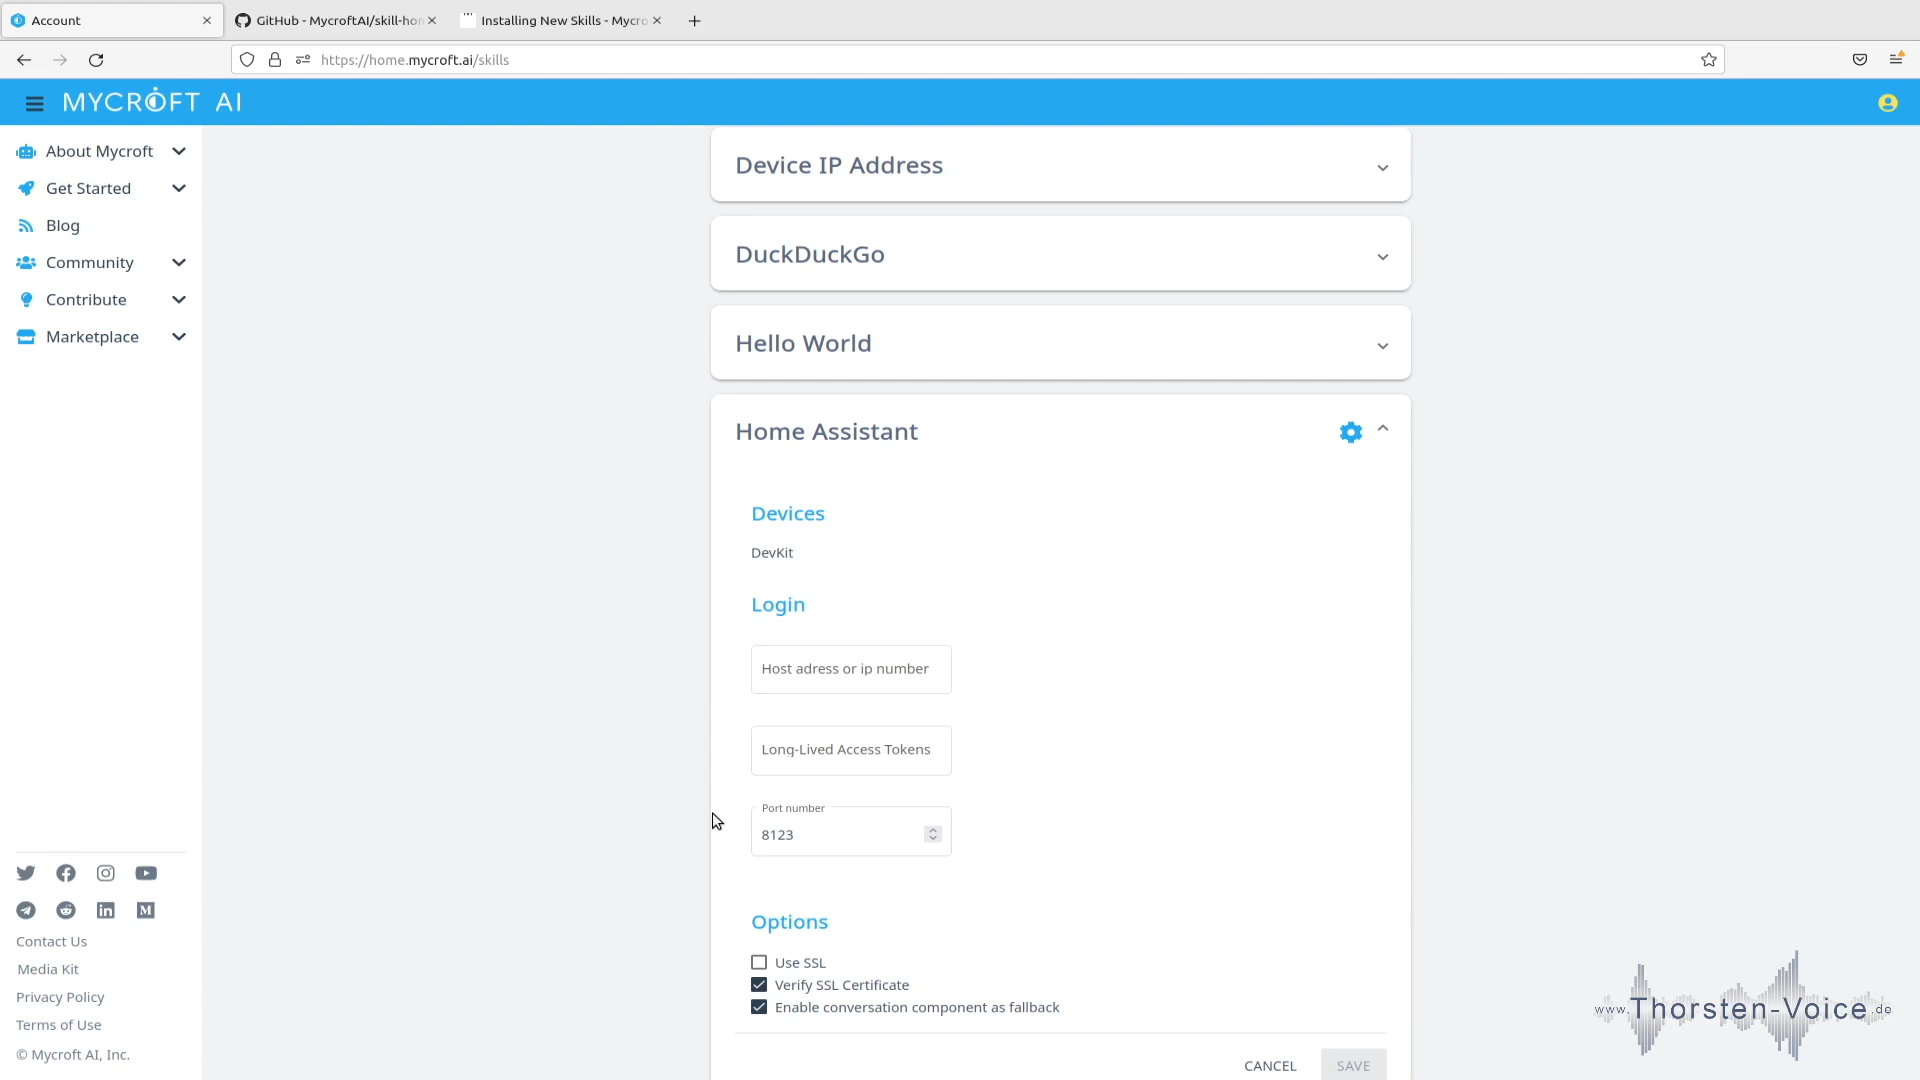 Account
GitHub - MycroftAI/skill-hom
Installing New Skills - Mycro
https://home.mycroft.ai/skills
MYCROFT AI
About Mycroft
Get Started
Blog
Community
Contribute
Marketplace
Device IP Address
DuckDuckGo
Hello World
Home Assistant
Devices
DevKit
Login
Host adress or ip number
Long-Lived Access Tokens
Port number
8123
Options
Use SSL
Verify SSL Certificate
Enable conversation component as fallback
CANCEL
SAVE
Contact Us
Media Kit
Privacy Policy
Terms of Use
© Mycroft AI, Inc.
www.Thorsten-Voice.de